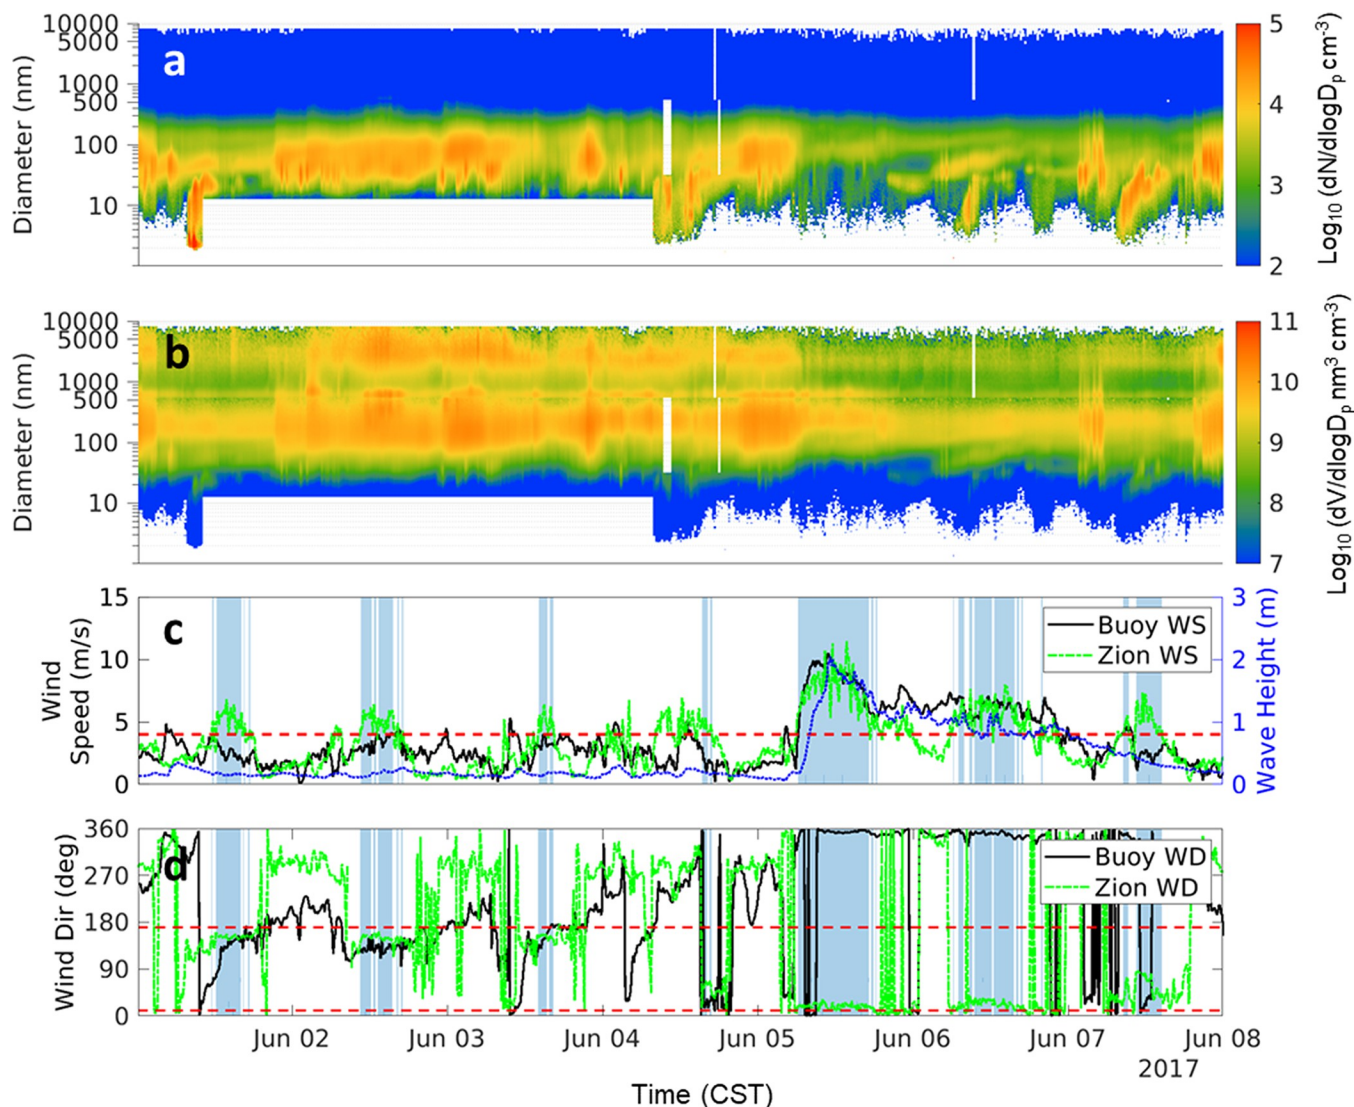 a
10000
5000
1000
500
100
10
Diameter (nm)
5
4
3
2
Log10 (dN/dlogDp cm-3)
b
10000
5000
1000
500
100
10
Diameter (nm)
11
10
9
8
7
Log10 (dV/dlogDp nm3 cm-3)
c
15
10
5
0
Wind
Speed (m/s)
3
2
1
0
Wave Height (m)
Buoy WS
Zion WS
d
360
270
180
90
0
Wind Dir (deg)
Buoy WD
Zion WD
Jun 02
Jun 03
Jun 04
Jun 05
Jun 06
Jun 07
Jun 08
2017
Time (CST)